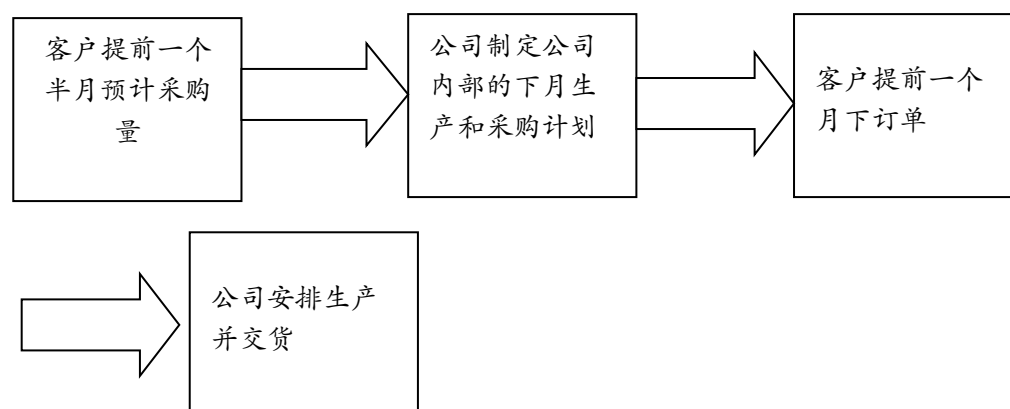 客户提前一个
半月预计采购
量
公司制定公司
内部的下月生
产和采购计划
客户提前一个
月下订单
公司安排生产
并交货